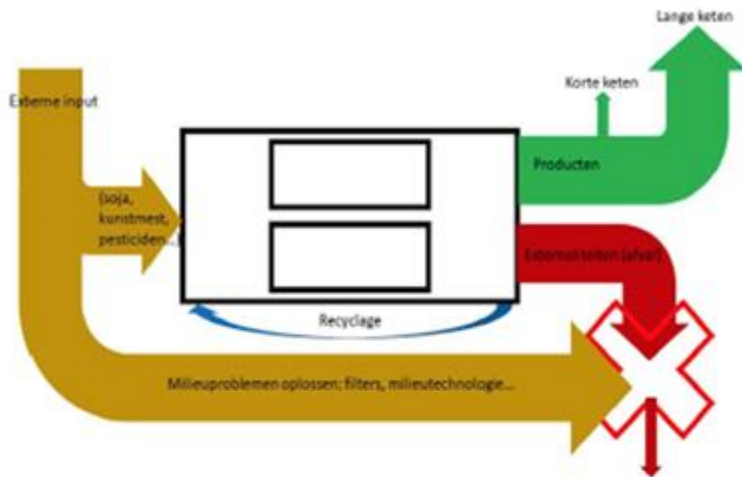 Lange keten
Korte keten
Externe input
Producten
(soja,
kunstmest,
pesticiden...)
Externaliteiten (afval)
Recyclage
Milieuproblemen oplossen: filters, milieutechnologie...